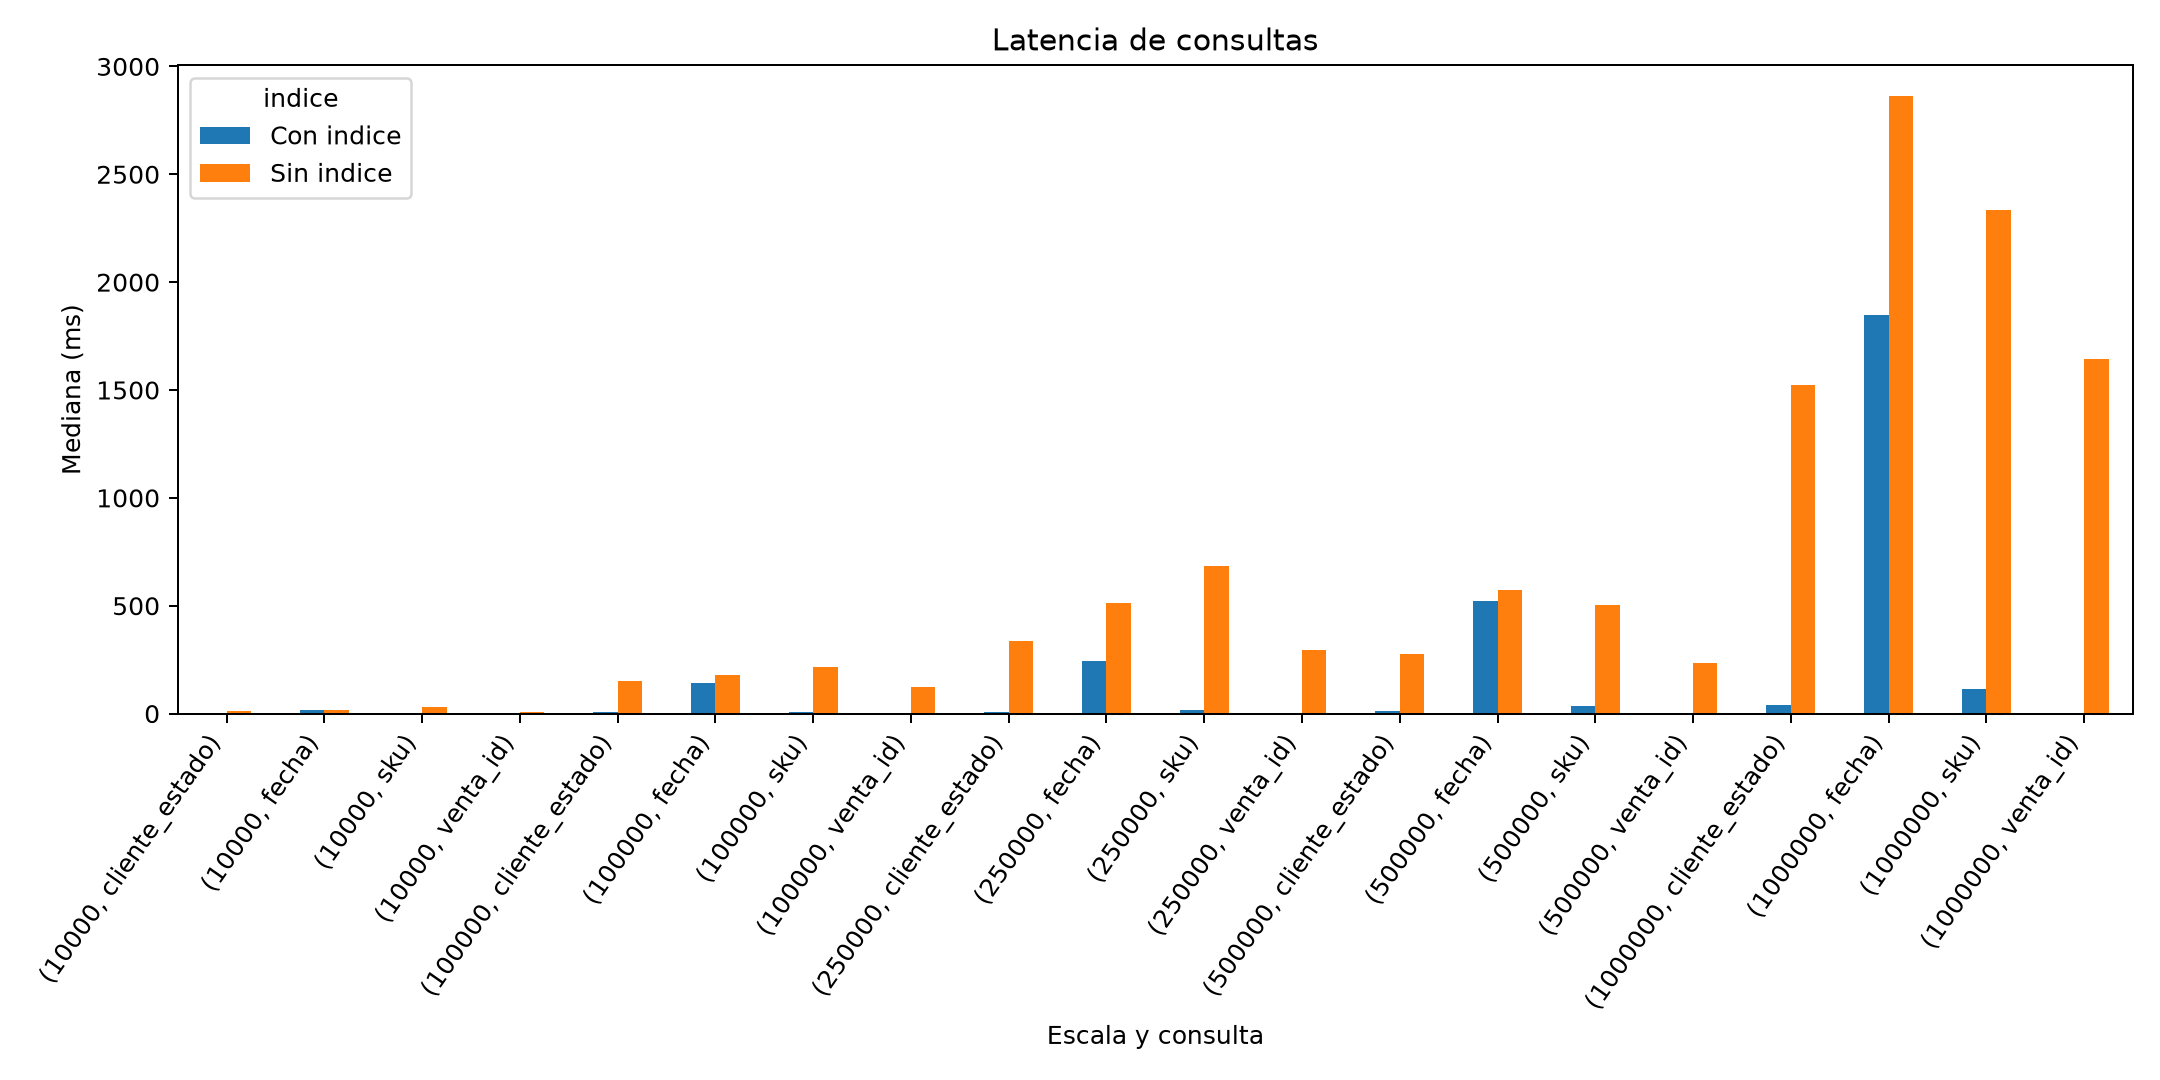 Latencia de consultas
3000
2500
2000
1500
1000
500
0
Mediana (ms)
indice
Con indice
Sin indice
(10000, cliente_estado)
(10000, fecha)
(10000, sku)
(10000, venta_id)
(100000, cliente_estado)
(100000, fecha)
(100000, sku)
(100000, venta_id)
(250000, cliente_estado)
(250000, fecha)
(250000, sku)
(250000, venta_id)
(500000, cliente_estado)
(500000, fecha)
(500000, sku)
(500000, venta_id)
(1000000, cliente_estado)
(1000000, fecha)
(1000000, sku)
(1000000, venta_id)
Escala y consulta